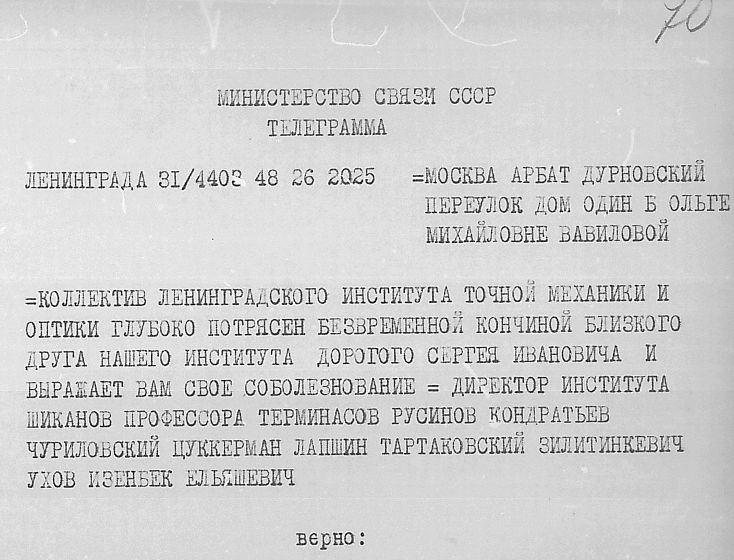 70
МИНИСТЕРСТВО СВЯЗИ СССР
ТЕЛЕГРАММА
ЛЕНИНГРАДА 3I/4403 48 26 2025 =МОСКВА АРБАТ ДУРНОВСКИЙ
ПЕРЕУЛОК ДОМ ОДИН Б ОЛЬГЕ
МИХАЙЛОВНЕ ВАВИЛОВОЙ
=КОЛЛЕКТИВ ЛЕНИНГРАДСКОГО ИНСТИТУТА ТОЧНОЙ МЕХАНИКИ И
ОПТИКИ ГЛУБОКО ПОТРЯСЕН БЕЗВРЕМЕННОЙ КОНЧИНОЙ БЛИЗКОГО
ДРУГА НАШЕГО ИНСТИТУТА ДОРОГОГО СЕРГЕЯ ИВАНОВИЧА И
ВЫРАЖАЕТ ВАМ СВОЕ СОБОЛЕЗНОВАНИЕ = ДИРЕКТОР ИНСТИТУТА
ШИКАНОВ ПРОФЕССОРА ТЕРМИНАСОВ РУСИНОВ КОНДРАТЬЕВ
ЧУРИЛОВСКИЙ ЦУККЕРМАН ЛАПШИН ТАРТАКОВСКИЙ ЗИЛИТИНКЕВИЧ
УХОВ ИЗЕНБЕК ЕЛЬЯШЕВИЧ
верно: